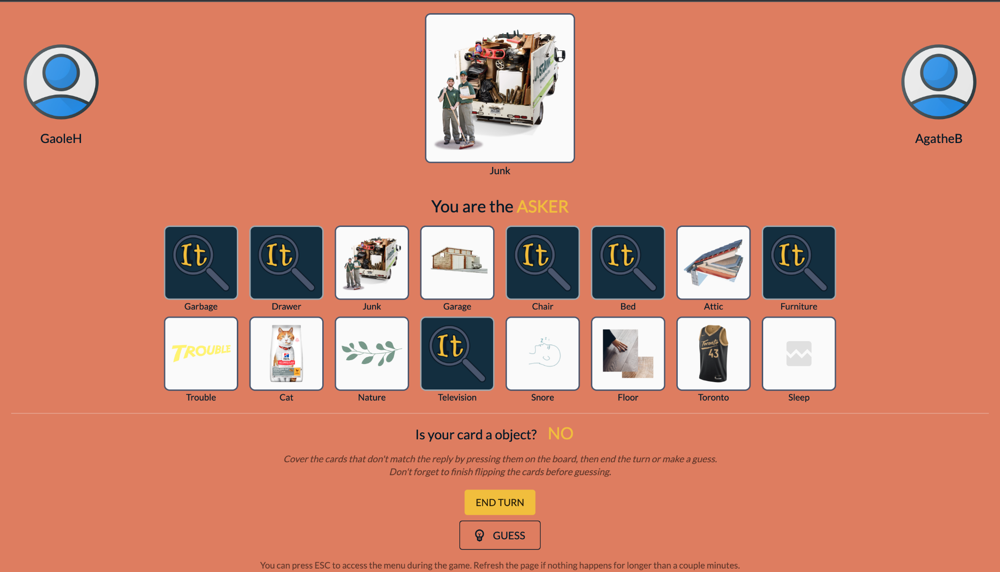 JUSTJUNK
GaoleH
AgatheB
Junk
You are the ASKER
It
It
It
It
It
Garbage
Drawer
Junk
Garage
Chair
Bed
Attic
Furniture
TROUBLE
Hill's
SCIENCE PLAN
It
z z z
Toronto
43
Trouble
Cat
Nature
Television
Snore
Floor
Toronto
Sleep
Is your card a object? NO
Cover the cards that don't match the reply by pressing them on the board, then end the turn or make a guess.
Don't forget to finish flipping the cards before guessing.
END TURN
GUESS
You can press ESC to access the menu during the game. Refresh the page if nothing happens for longer than a couple minutes.